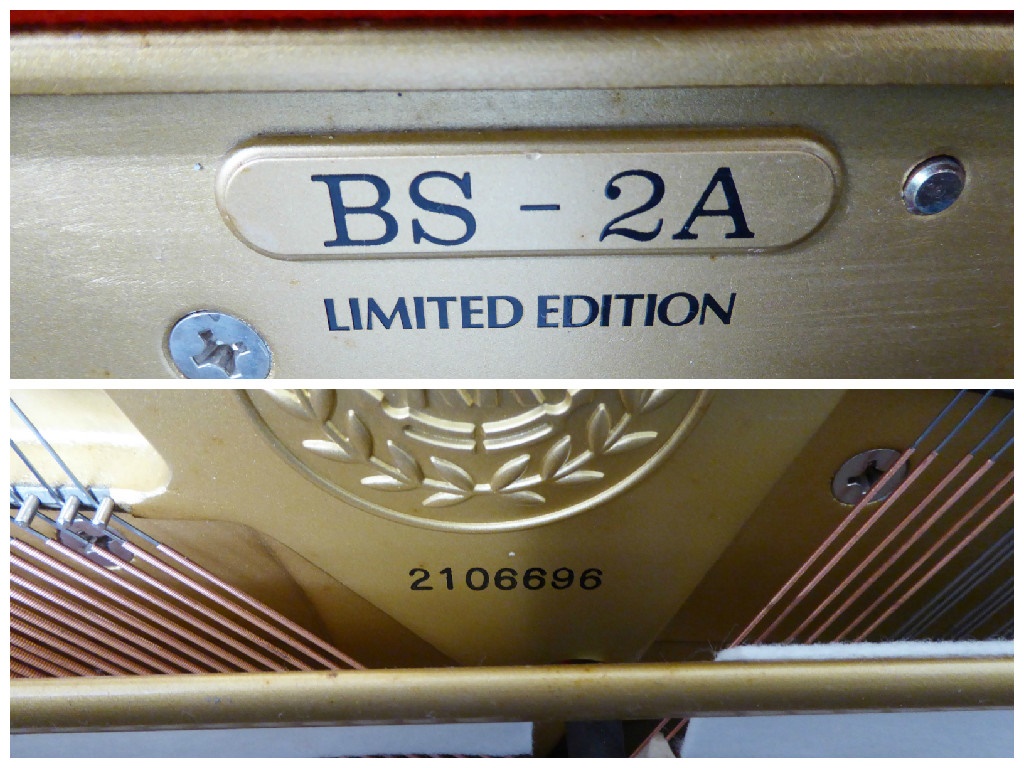 BS - 2A
LIMITED EDITION
2106696